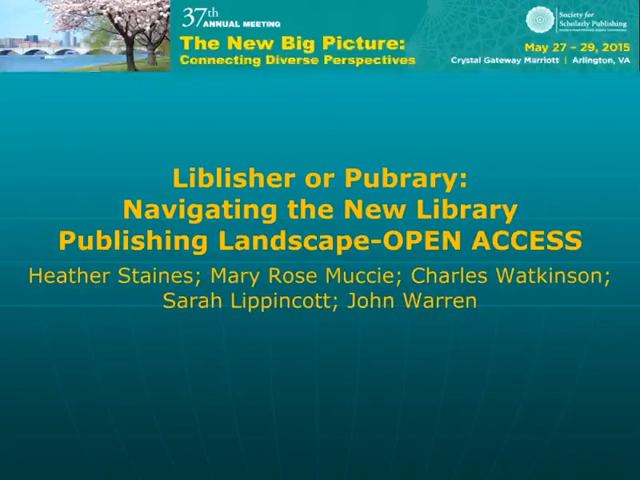 37th
ANNUAL MEETING
The New Big Picture:
Connecting Diverse Perspectives
Society for
Scholarly Publishing
May 27 – 29, 2015
Crystal Gateway Marriott | Arlington, VA
Liblisher or Pubrary:
Navigating the New Library
Publishing Landscape-OPEN ACCESS
Heather Staines; Mary Rose Muccie; Charles Watkinson;
Sarah Lippincott; John Warren